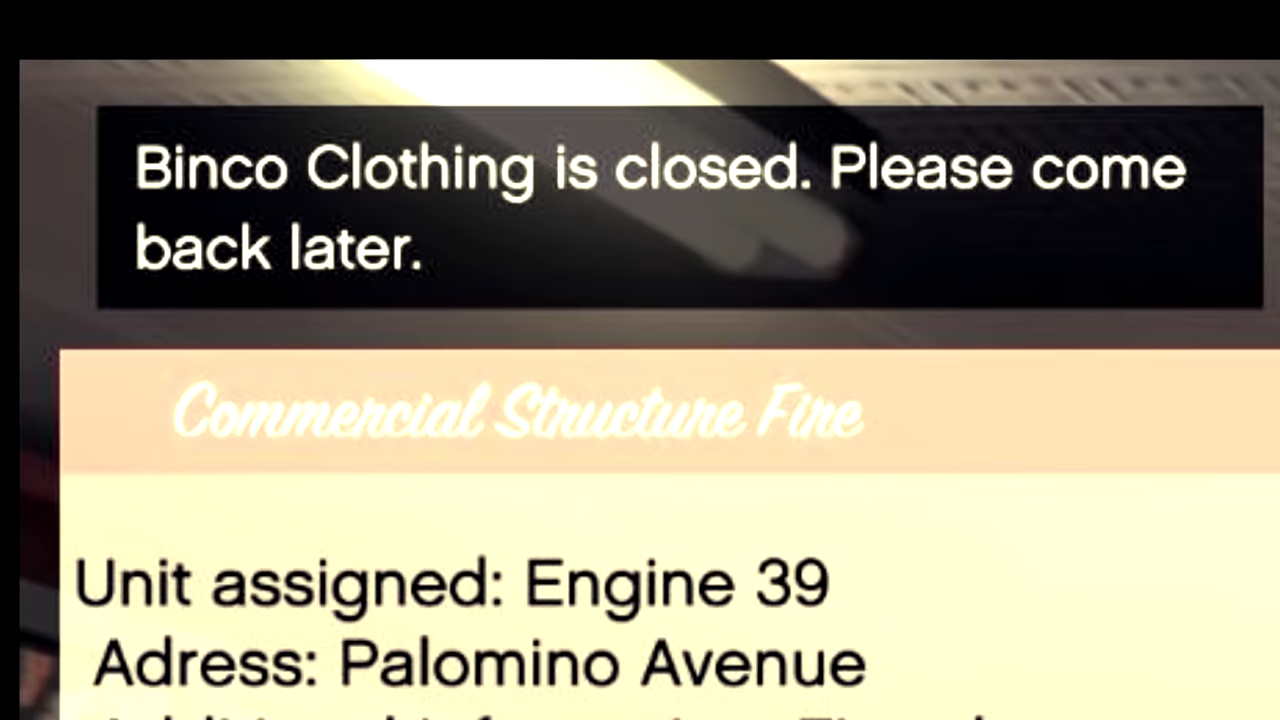 Binco Clothing is closed. Please come
back later.
Commercial Structure Fire
Unit assigned: Engine 39
Adress: Palomino Avenue